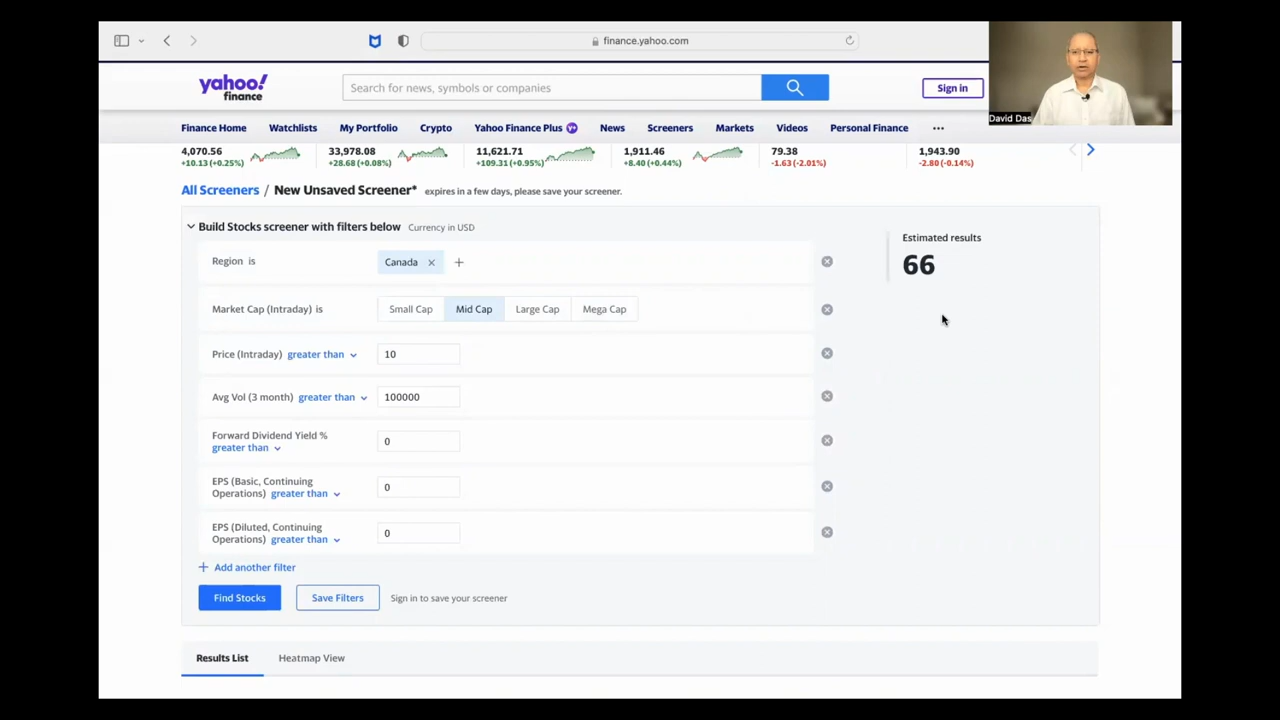 finance.yahoo.com
yahoo!
finance
Search for news, symbols or companies
Sign in
David Das
Finance Home Watchlists My Portfolio Crypto Yahoo Finance Plus News Screeners Markets Videos Personal Finance
4,070.56 33,978.08 11,621.71 1,911.46 79.38 1,943.90
+10.13 (+0.25%) +28.68 (+0.08%) +109.31 (+0.95%) +8.40 (+0.44%) -1.63 (-2.01%) -2.80 (-0.14%)
All Screeners / New Unsaved Screener* expires in a few days, please save your screener.
Build Stocks screener with filters below Currency in USD
Estimated results
66
Region is Canada
Market Cap (Intraday) is Small Cap Mid Cap Large Cap Mega Cap
Price (Intraday) greater than 10
Avg Vol (3 month) greater than 100000
Forward Dividend Yield %
greater than 0
EPS (Basic, Continuing
Operations) greater than 0
EPS (Diluted, Continuing
Operations) greater than 0
+ Add another filter
Find Stocks Save Filters Sign in to save your screener
Results List Heatmap View